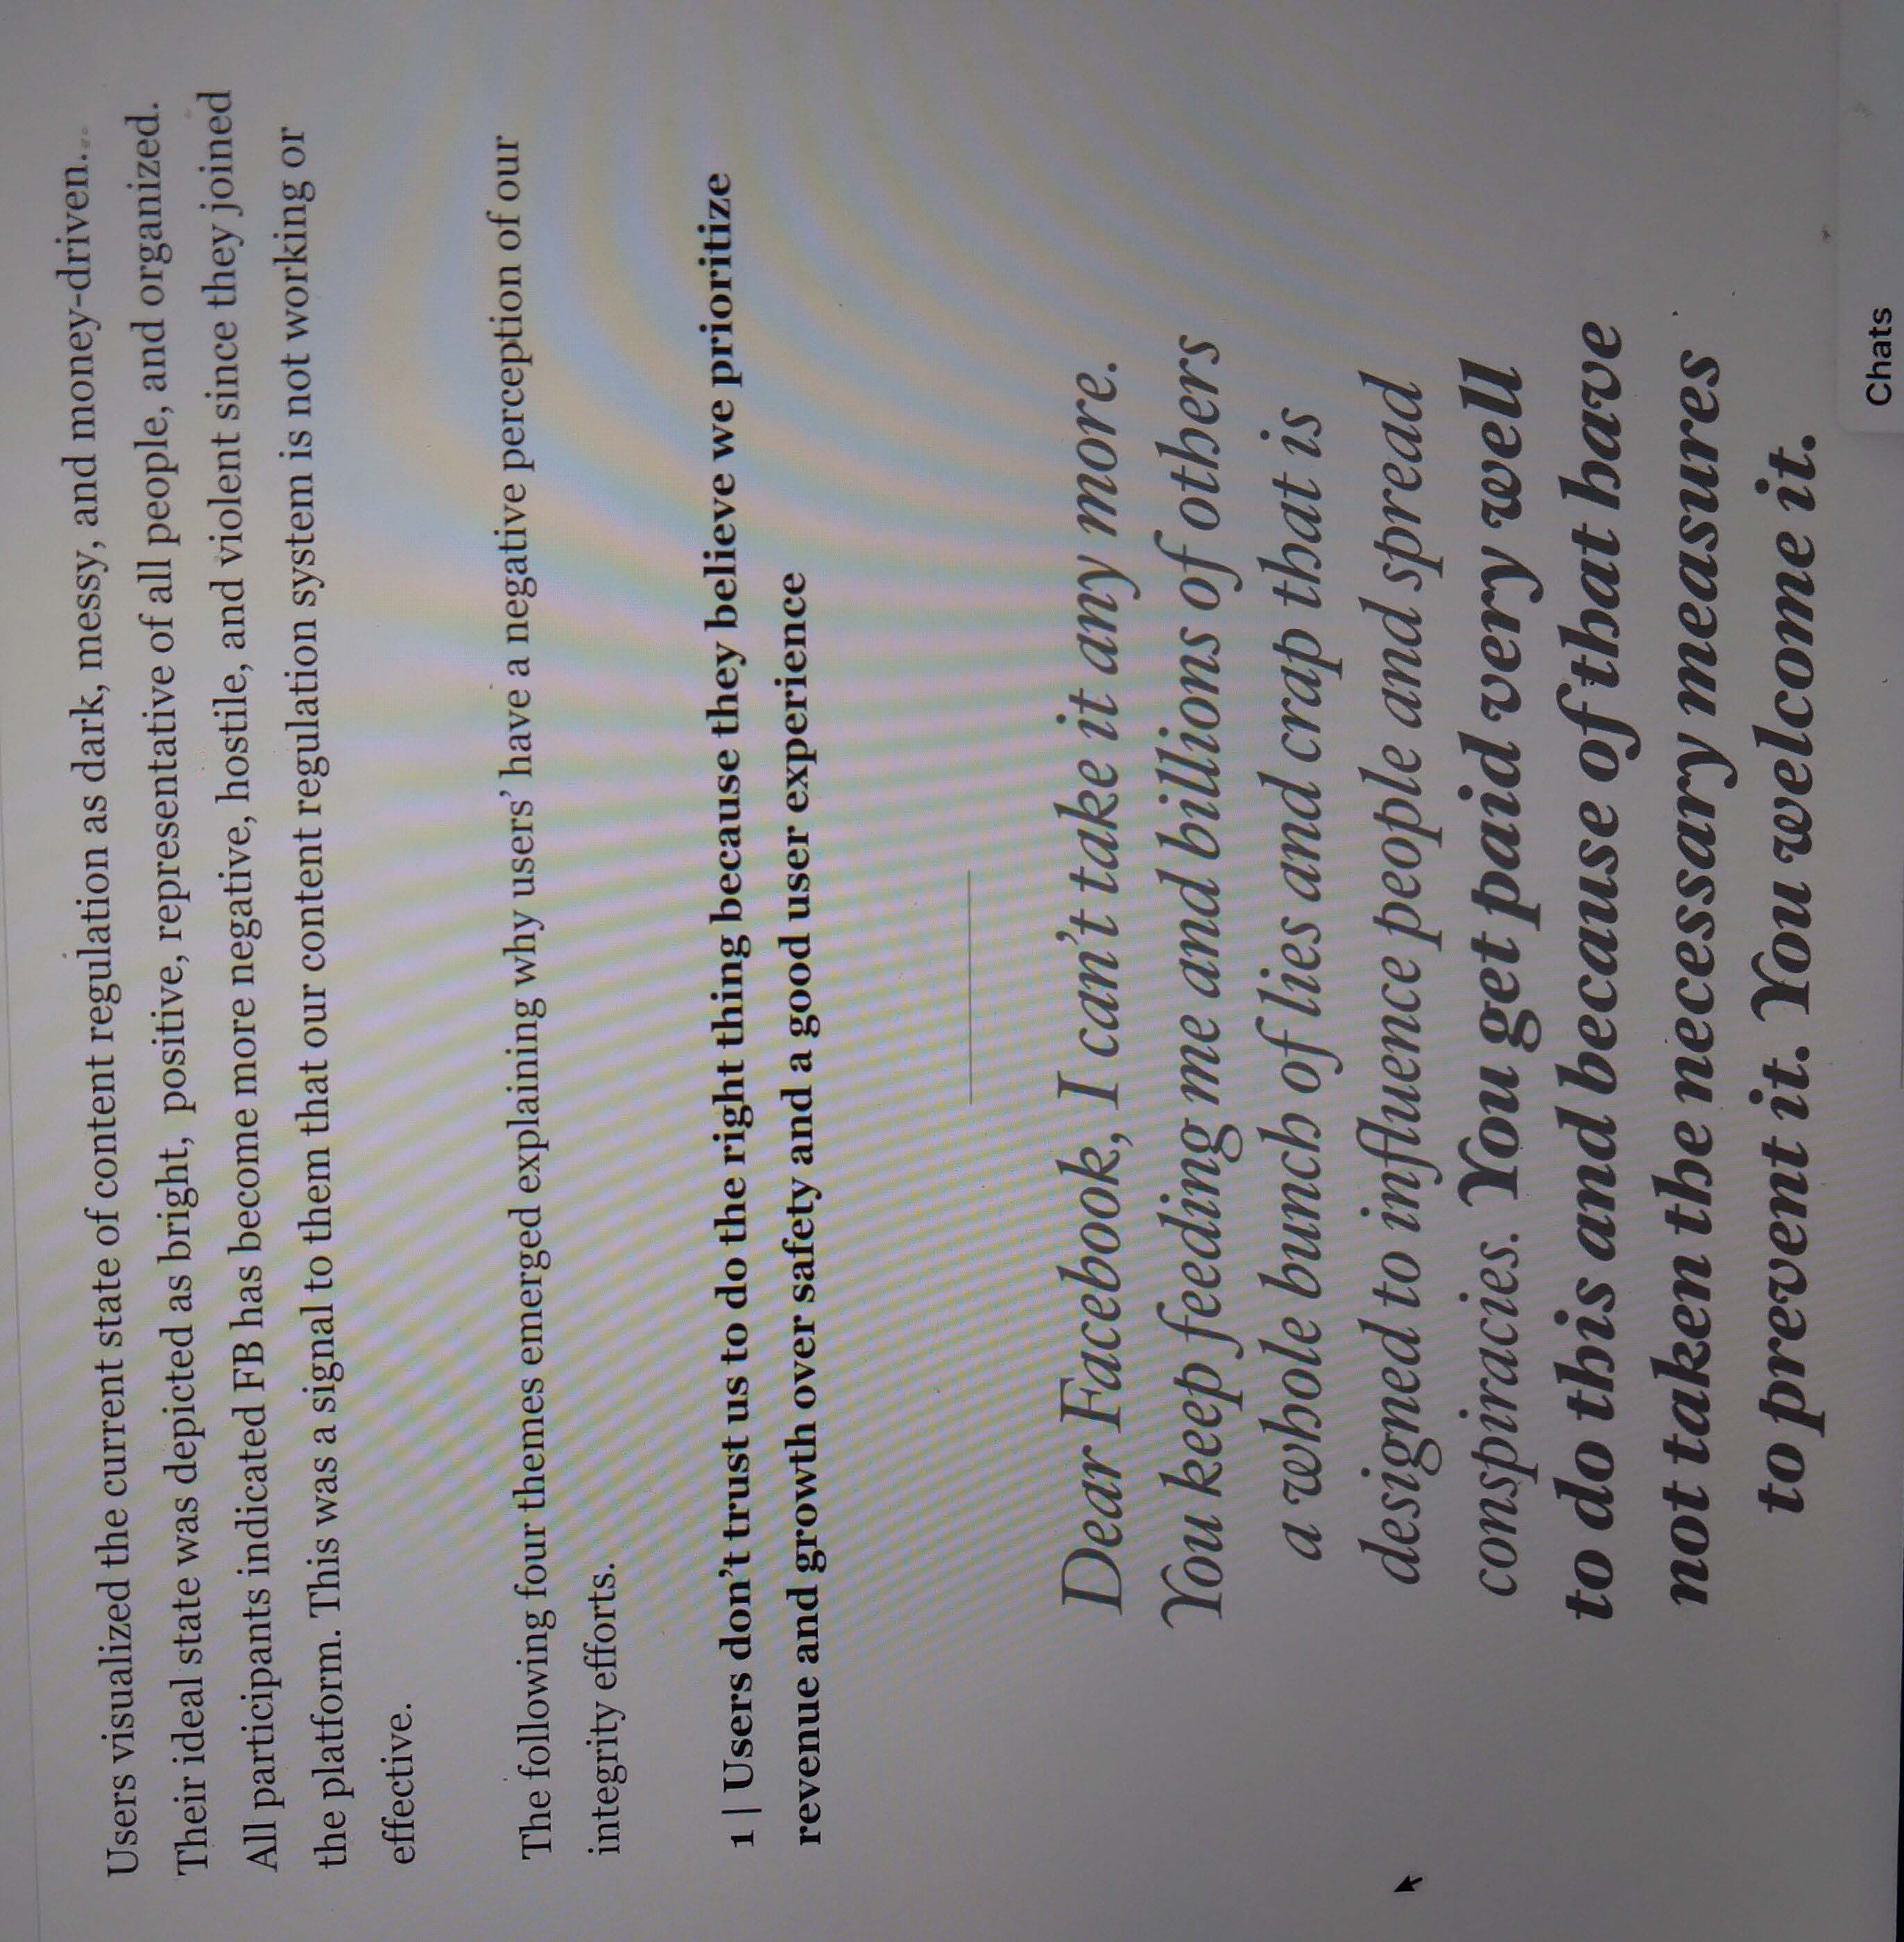 Users visualized the current state of content regulation as dark, messy, and money-driven.
Their ideal state was depicted as bright, positive, representative of all people, and organized.
All participants indicated FB has become more negative, hostile, and violent since they joined
the platform. This was a signal to them that our content regulation system is not working or
effective.
The following four themes emerged explaining why users' have a negative perception of our
integrity efforts.
1 | Users don't trust us to do the right thing because they believe we prioritize
revenue and growth over safety and a good user experience
Dear Facebook, I can't take it any more.
You keep feeding me and billions of others
a whole bunch of lies and crap that is
designed to influence people and spread
conspiracies. You get paid very well
to do this and because of that have
not taken the necessary measures
to prevent it. You welcome it.
Chats